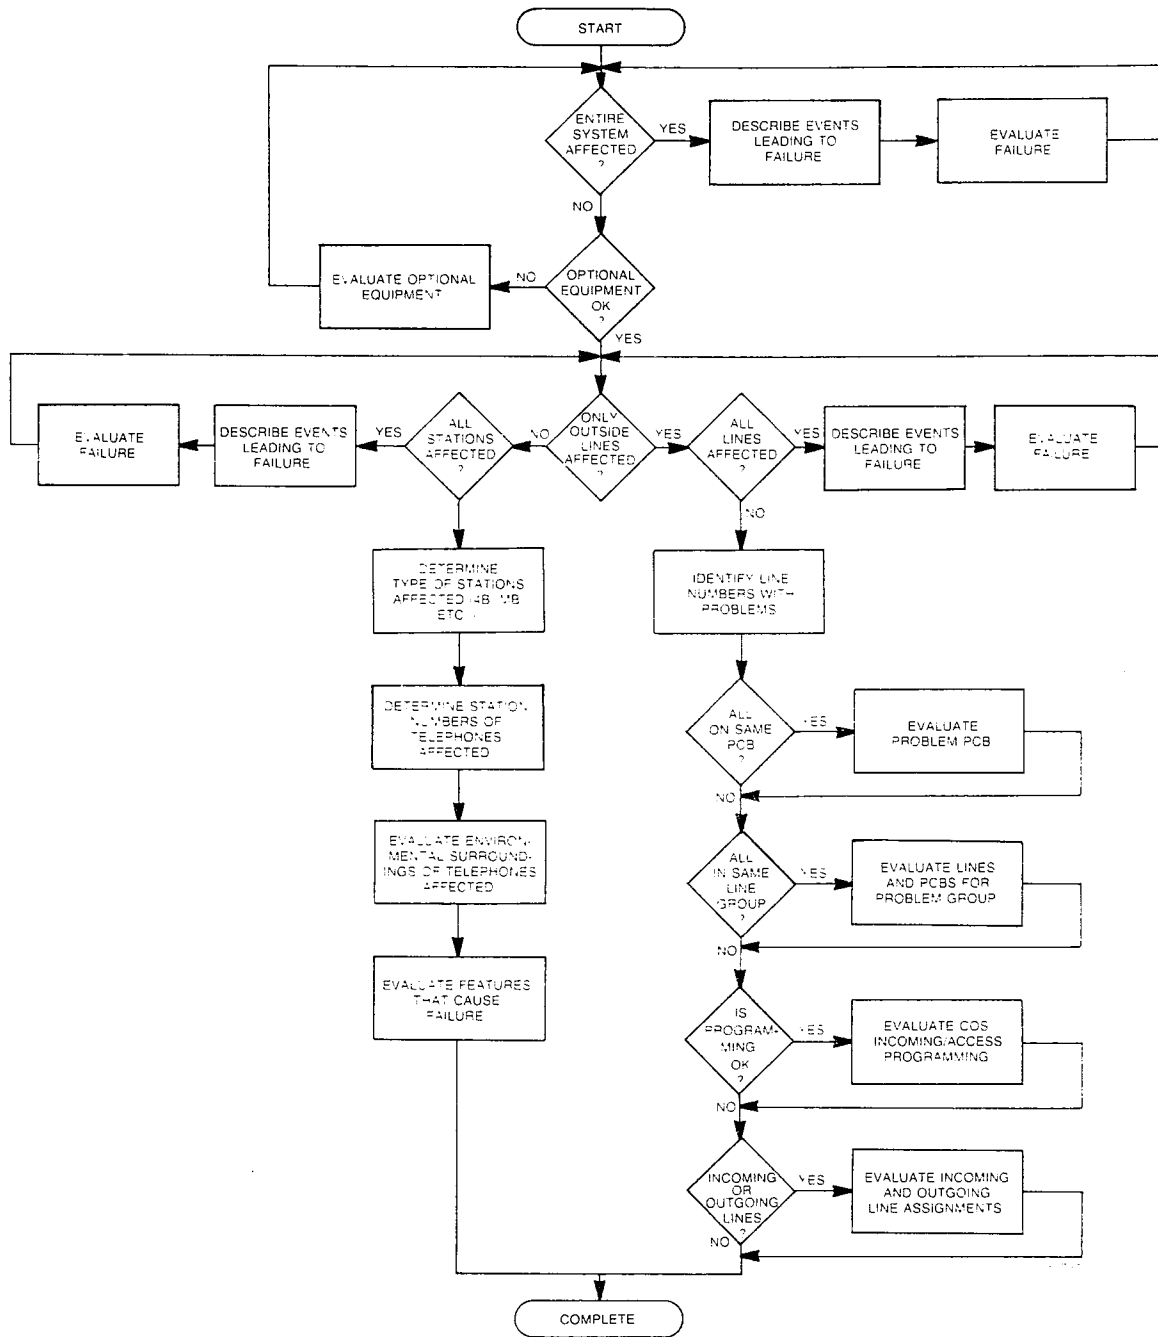 START
ENTIRE
SYSTEM
AFFECTED
?
YES
DESCRIBE EVENTS
LEADING TO
FAILURE
EVALUATE
FAILURE
NO
OPTIONAL
EQUIPMENT
OK
?
NO
EVALUATE OPTIONAL
EQUIPMENT
YES
ONLY
OUTSIDE
LINES
AFFECTED
?
NO
ALL
STATIONS
AFFECTED
?
YES
DESCRIBE EVENTS
LEADING TO
FAILURE
EVALUATE
FAILURE
YES
ALL
LINES
AFFECTED
?
YES
DESCRIBE EVENTS
LEADING TO
FAILURE
EVALUATE
FAILURE
NO
DETERMINE
TYPE OF STATIONS
AFFECTED
ETC
DETERMINE STATION
NUMBERS OF
TELEPHONES
AFFECTED
EVALUATE ENVIRON-
MENTAL SURROUND-
INGS OF TELEPHONES
AFFECTED
EVALUATE FEATURES
THAT CAUSE
FAILURE
IDENTIFY LINE
NUMBERS WITH
PROBLEMS
ALL
ON SAME
PCB
?
YES
EVALUATE
PROBLEM PCB
NO
ALL
IN SAME
LINE
GROUP
?
YES
EVALUATE LINES
AND PCBS FOR
PROBLEM GROUP
NO
IS
PROGRAM-
MING
OK
?
YES
EVALUATE COS
INCOMING/ACCESS
PROGRAMMING
NO
INCOMING
OR
OUTGOING
LINES
?
YES
EVALUATE INCOMING
AND OUTGOING
LINE ASSIGNMENTS
NO
COMPLETE